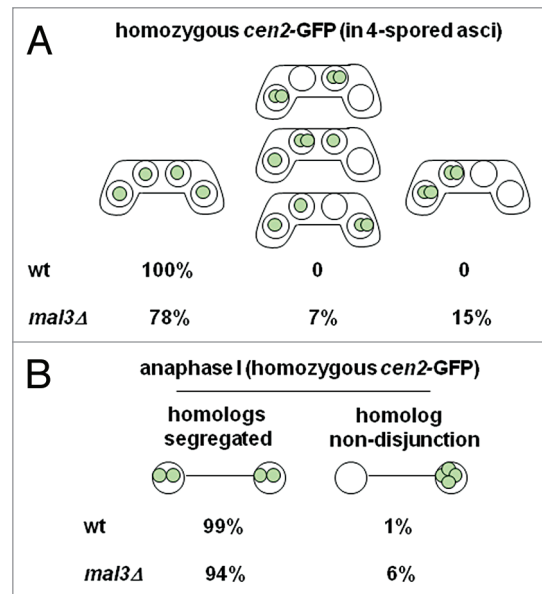 A
homozygous cen2-GFP (in 4-spored asci)
wt 100% 0 0
mal3Δ 78% 7% 15%
B
anaphase I (homozygous cen2-GFP)
homologs segregated
homolog non-disjunction
wt 99% 1%
mal3Δ 94% 6%